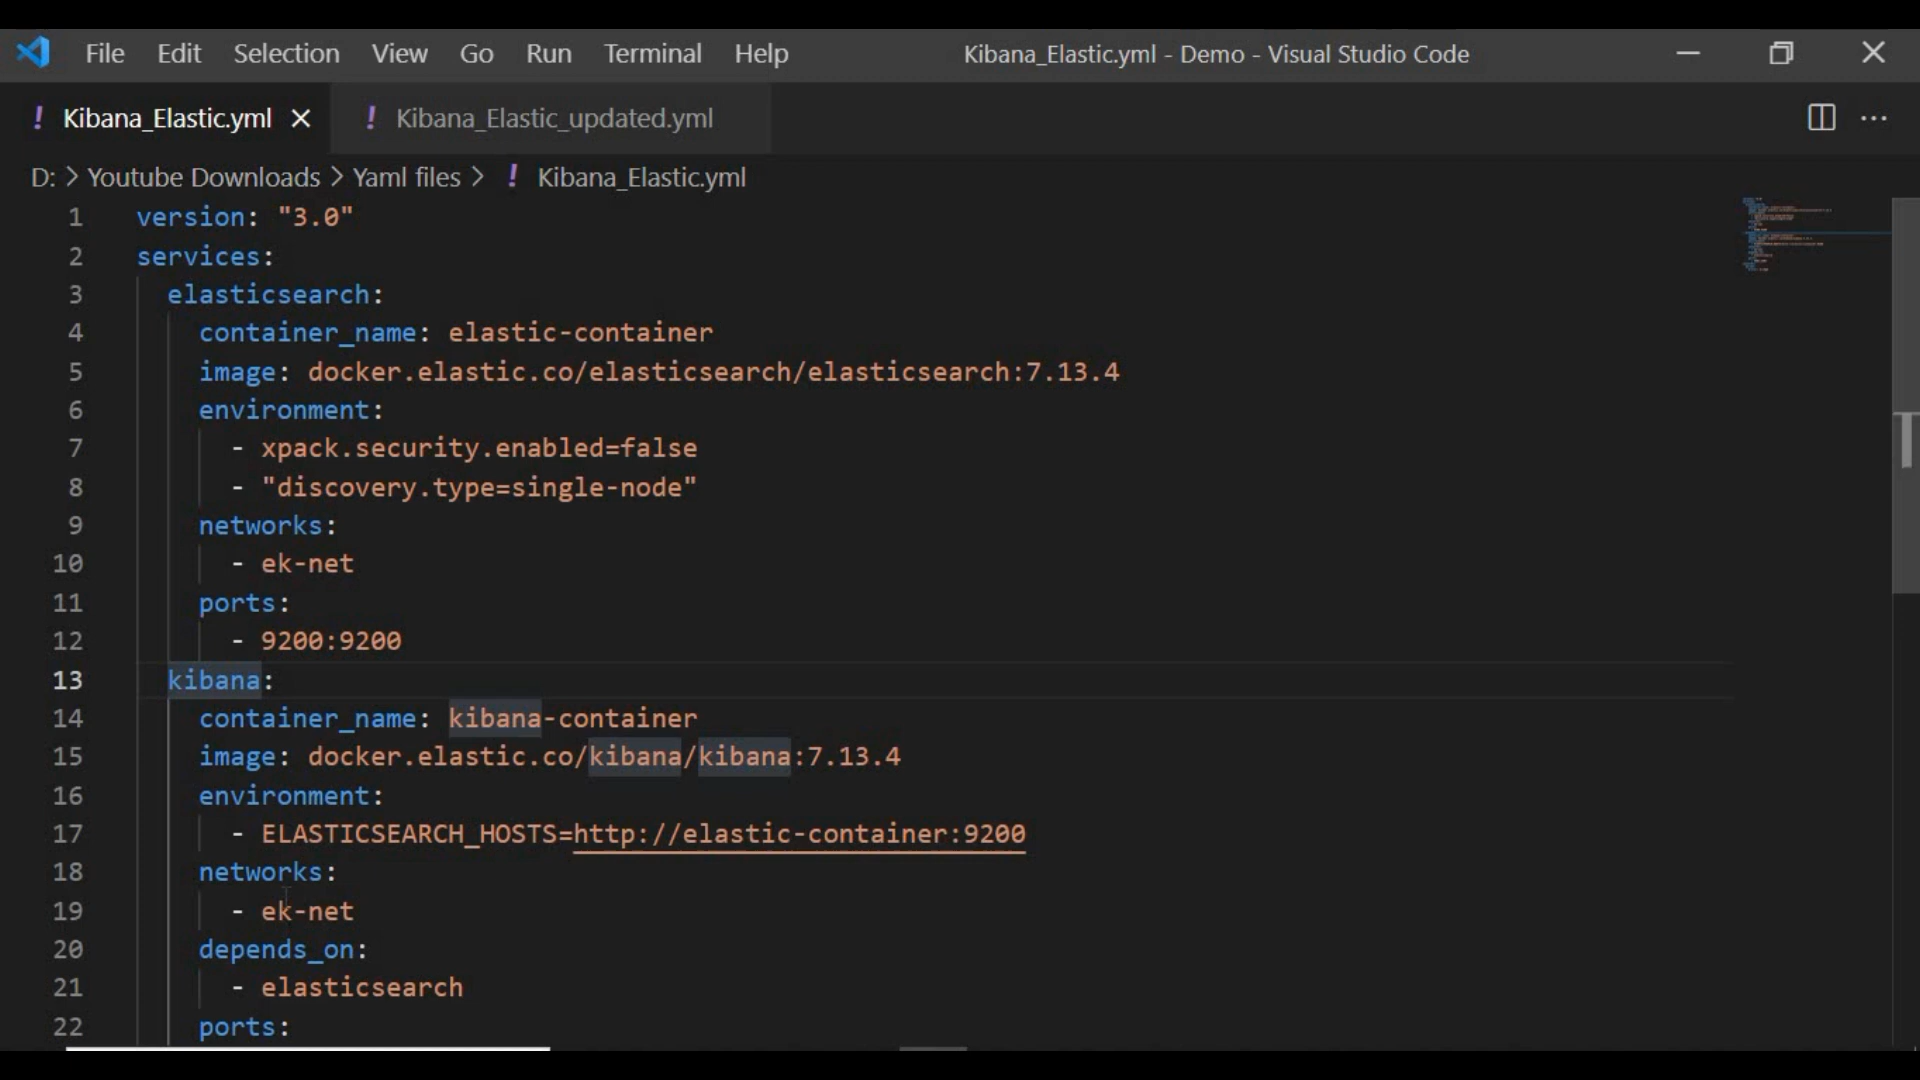 File Edit Selection View Go Run Terminal Help Kibana_Elastic.yml - Demo - Visual Studio Code
! Kibana_Elastic.yml ! Kibana_Elastic_updated.yml
D: > Youtube Downloads > Yaml files > ! Kibana_Elastic.yml
1 version: "3.0"
2 services:
3 elasticsearch:
4 container_name: elastic-container
5 image: docker.elastic.co/elasticsearch/elasticsearch:7.13.4
6 environment:
7 - xpack.security.enabled=false
8 - "discovery.type=single-node"
9 networks:
10 - ek-net
11 ports:
12 - 9200:9200
13 kibana:
14 container_name: kibana-container
15 image: docker.elastic.co/kibana/kibana:7.13.4
16 environment:
17 - ELASTICSEARCH_HOSTS=http://elastic-container:9200
18 networks:
19 - ek-net
20 depends_on:
21 - elasticsearch
22 ports: